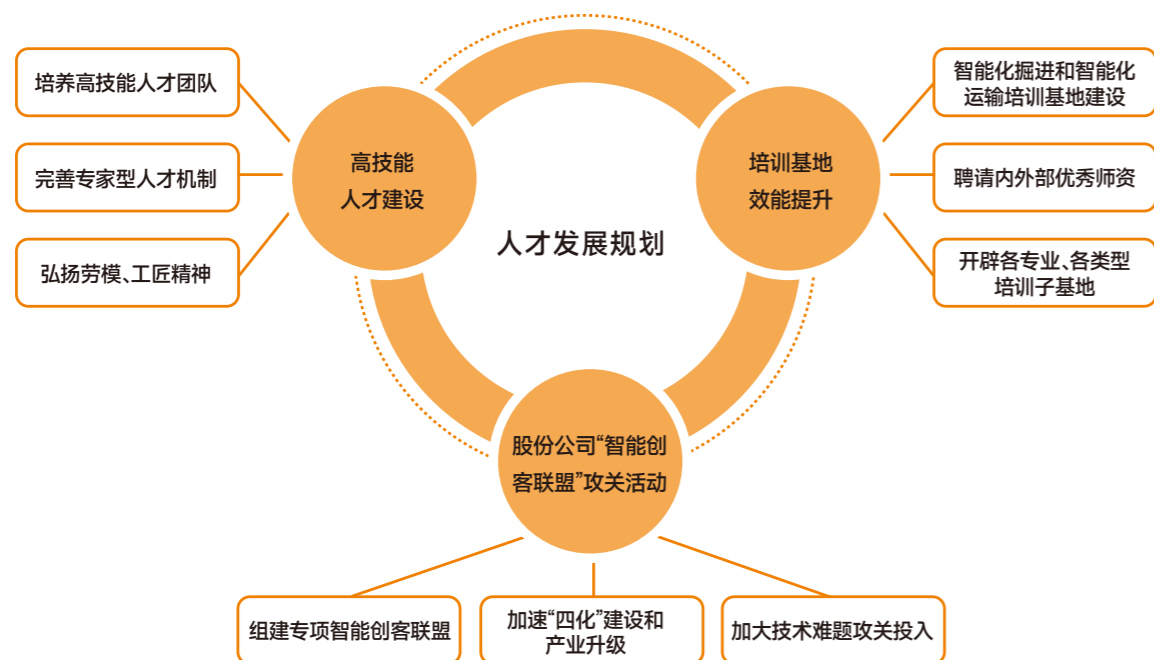 培养高技能人才团队
完善专家型人才机制
弘扬劳模、工匠精神
高技能
人才建设
人才发展规划
培训基地
效能提升
智能化掘进和智能化
运输培训基地建设
聘请内外部优秀师资
开辟各专业、各类型
培训子基地
股份公司“智能创
客联盟”攻关活动
组建专项智能创客联盟
加速“四化”建设和
产业升级
加大技术难题攻关投入